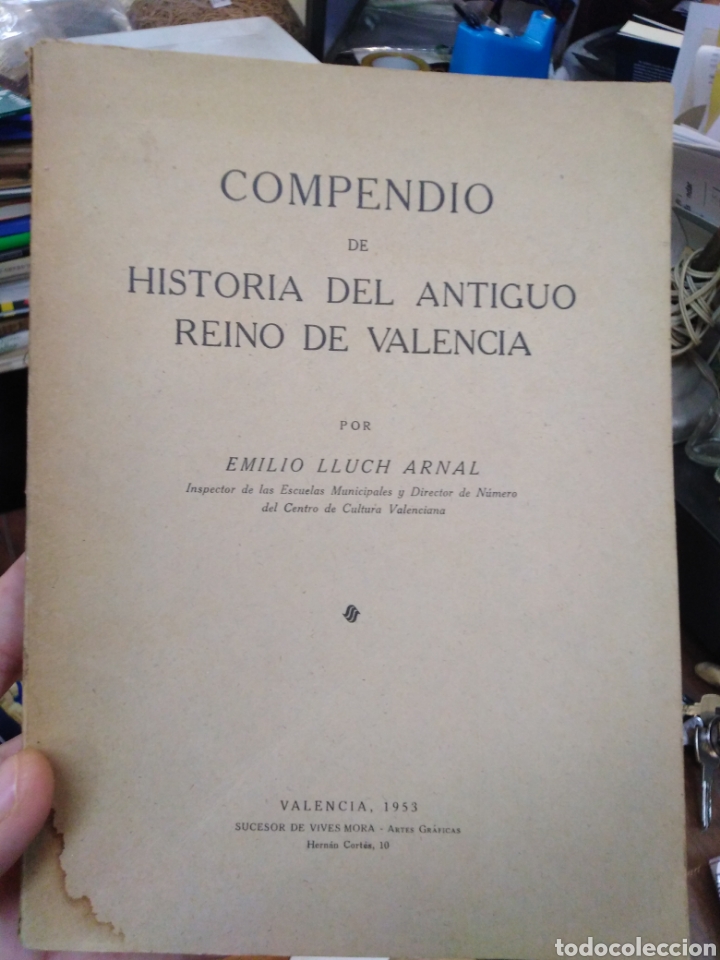 COMPENDIO
DE
HISTORIA DEL ANTIGUO
REINO DE VALENCIA
POR
EMILIO LLUCH ARNAL
Inspector de las Escuelas Municipales y Director de Número
del Centro de Cultura Valenciana
VALENCIA, 1953
SUCESOR DE VIVES MORA - ARTES GRÁFICAS
Hernán Cortés, 10
todocoleccion